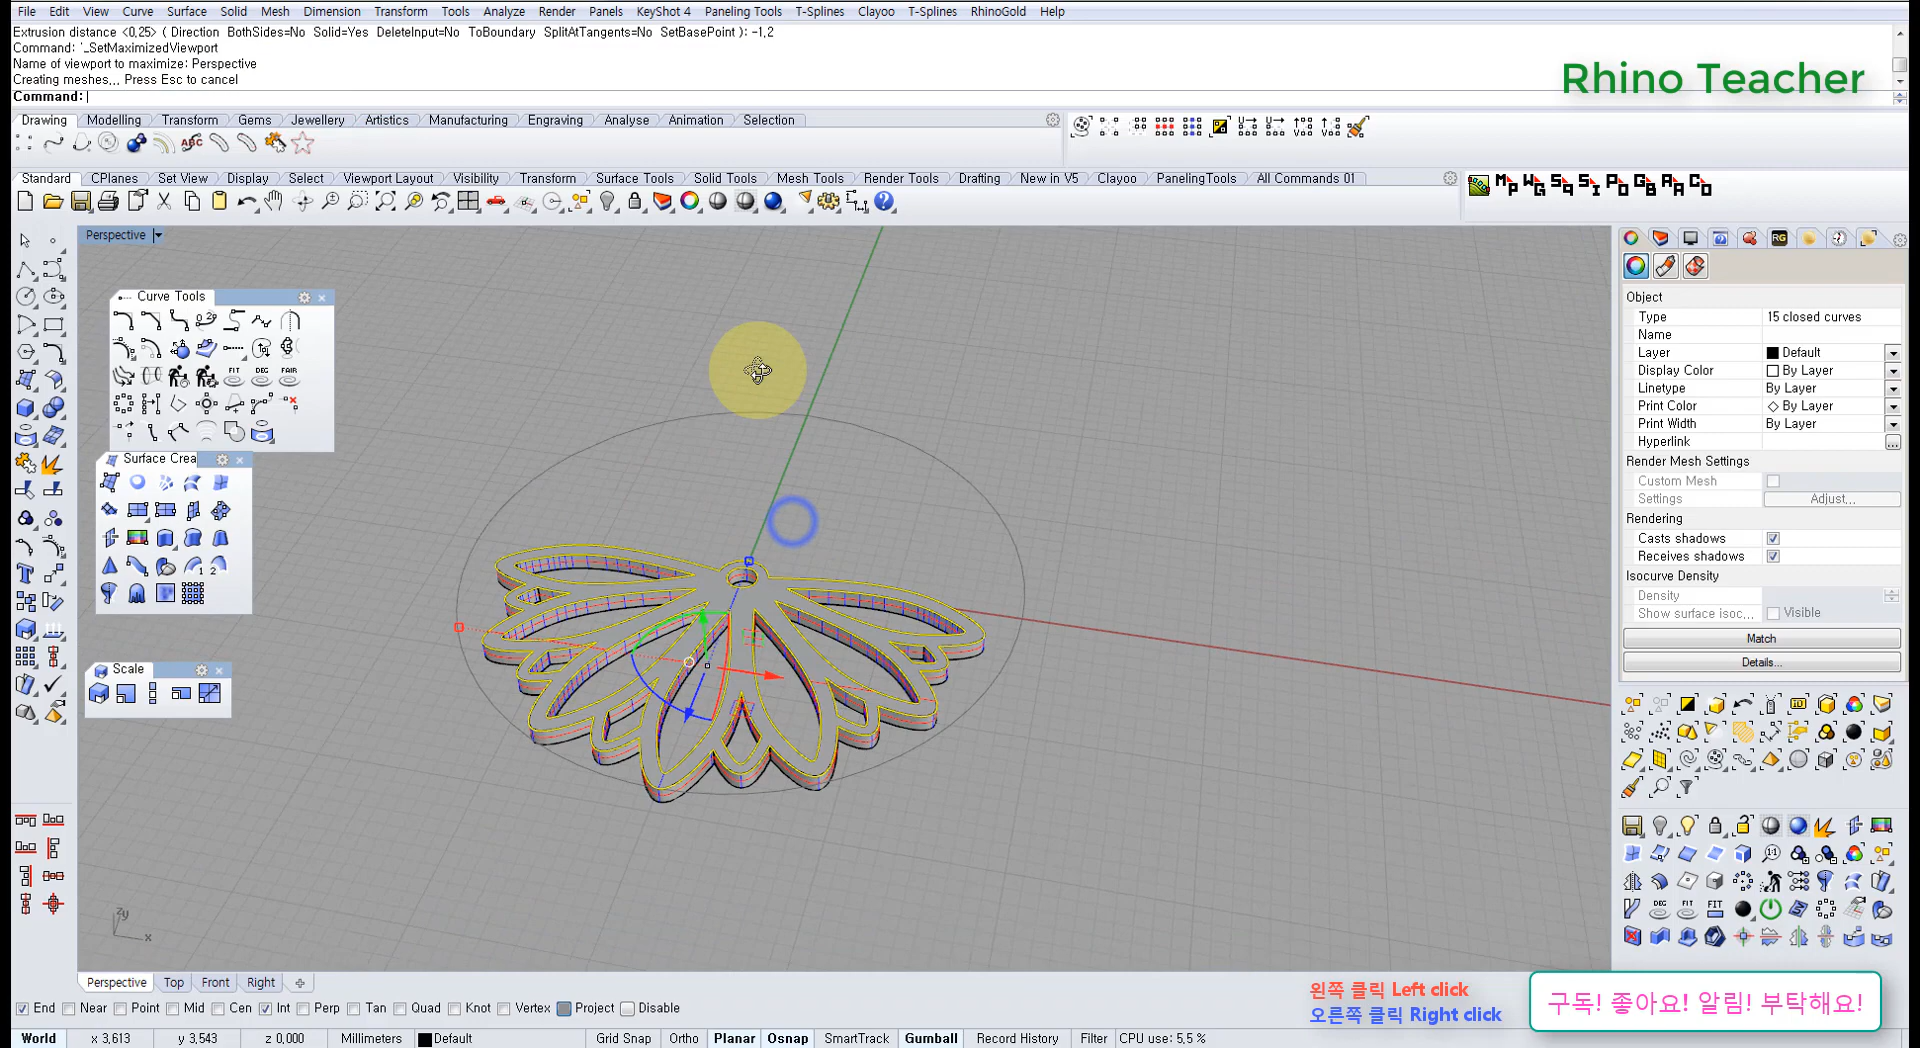 File Edit View Curve Surface Solid Mesh Dimension Transform Tools Analyze Render Panels KeyShot 4 Paneling Tools T-Splines Clayoo T-Splines RhinoGold Help
Extrusion distance <0,25> ( Direction BothSides=No Solid=Yes DeleteInput=No ToBoundary SplitAtTangents=No SetBasePoint ): -1,2
Command: '_SetMaximizedViewport
Name of viewport to maximize: Perspective
Creating meshes... Press Esc to cancel
Command:
Rhino Teacher
Drawing Modelling Transform Gems Jewellery Artistics Manufacturing Engraving Analyse Animation Selection
ABC
Standard CPlanes Set View Display Select Viewport Layout Visibility Transform Curve Tools Surface Tools Solid Tools Mesh Tools Render Tools Drafting New in V5 Clayoo PanelingTools All Commands 01
Perspective
Curve Tools
FIT DEG FAIR
Surface Crea
Scale
RG
Object
Type 15 closed curves
Name
Layer Default
Display Color By Layer
Linetype By Layer
Print Color By Layer
Print Width By Layer
Hyperlink ...
Render Mesh Settings
Custom Mesh
Settings Adjust...
Rendering
Casts shadows
Receives shadows
Isocurve Density
Density
Show surface isoc... Visible
Match
Details...
DEG FIT FIT
z y x
Perspective Top Front Right
End Near Point Mid Cen Int Perp Tan Quad Knot Vertex Project Disable
왼쪽 클릭 Left click
오른쪽 클릭 Right click
구독! 좋아요! 알림! 부탁해요!
World x 3,613 y 3,543 z 0,000 Millimeters Default Grid Snap Ortho Planar Osnap SmartTrack Gumball Record History Filter CPU use: 5,5 %